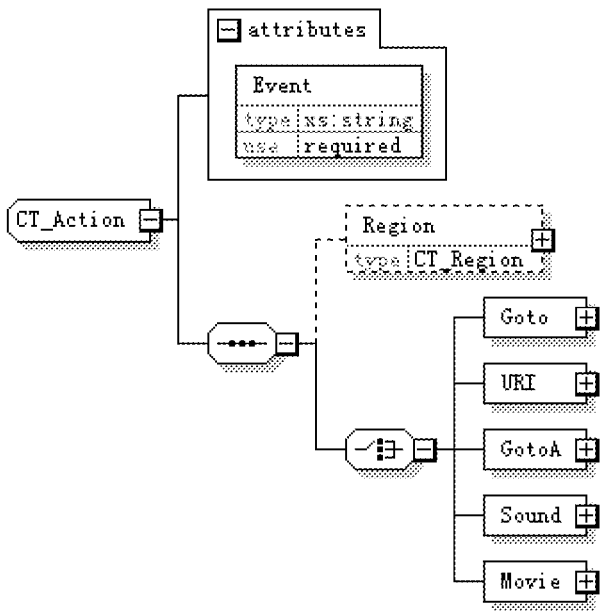 attributes
Event
type xs:string
use required
CT_Action
Region
type CT_Region
Goto
URI
GotoA
Sound
Movie